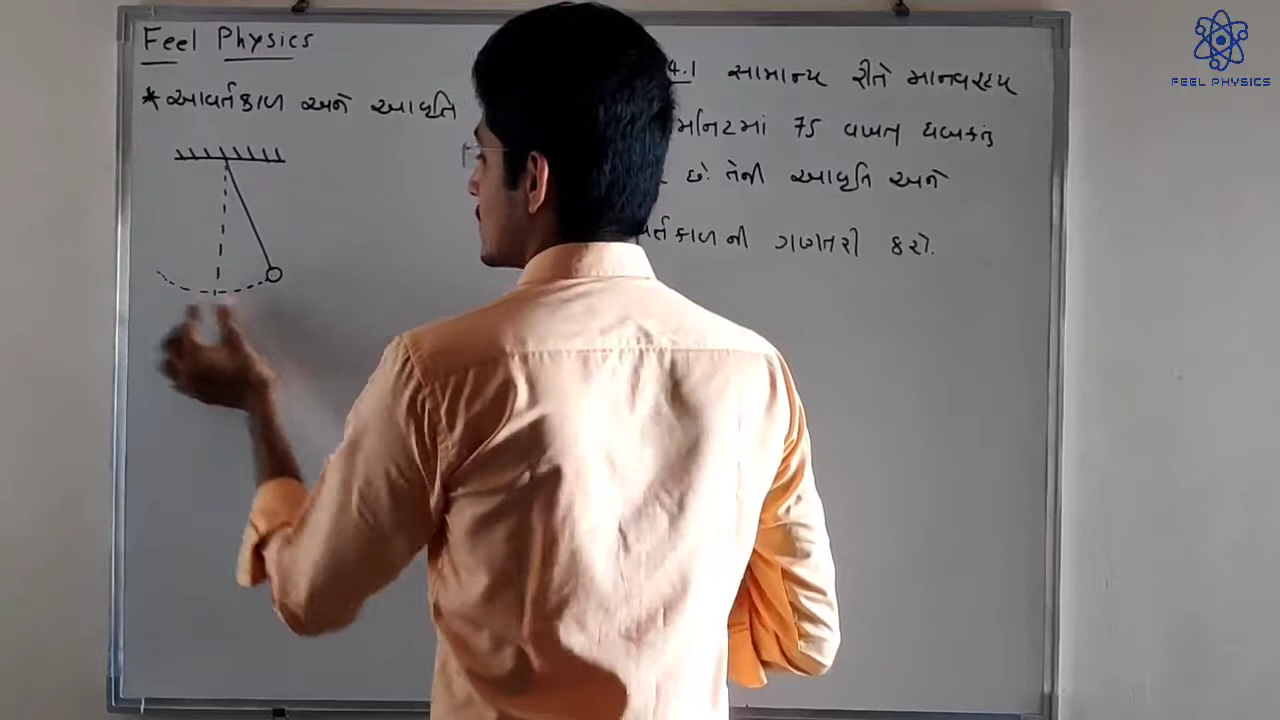 Feel Physics
* આવર્તકાળ અને આવૃતિ
4.1 સામાન્ય રીતે માનવહૃદય
મિનિટમાં 75 વખત ધબકતું
છે. તેની આવૃતિ અને
ર્તકાળની ગણતરી કરો.
FEEL PHYSICS